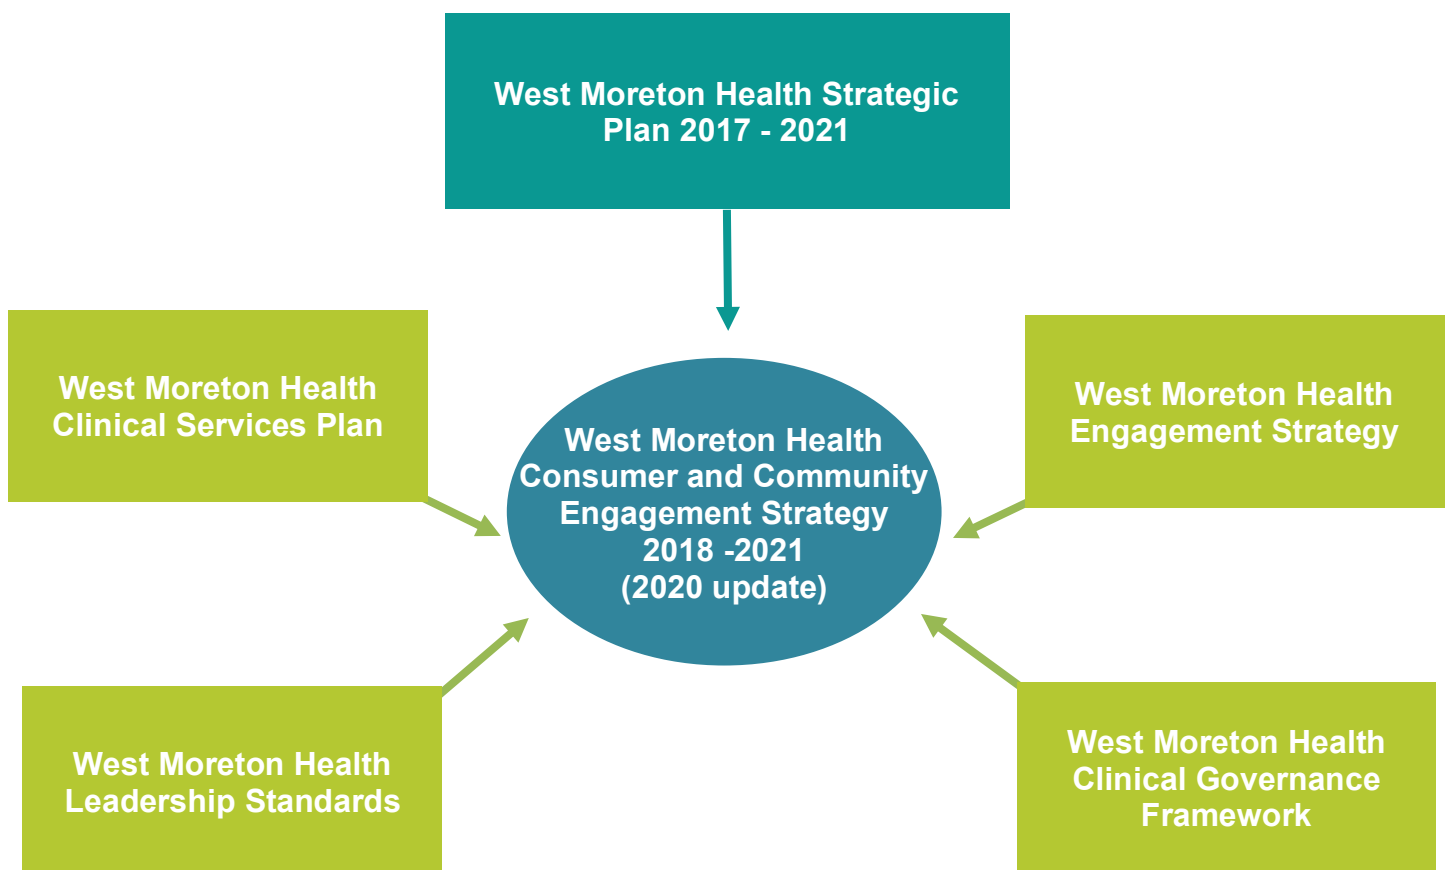 West Moreton Health Strategic
Plan 2017 - 2021
West Moreton Health
Clinical Services Plan
West Moreton Health
Engagement Strategy
West Moreton Health
Consumer and Community
Engagement Strategy
2018 -2021
(2020 update)
West Moreton Health
Leadership Standards
West Moreton Health
Clinical Governance
Framework